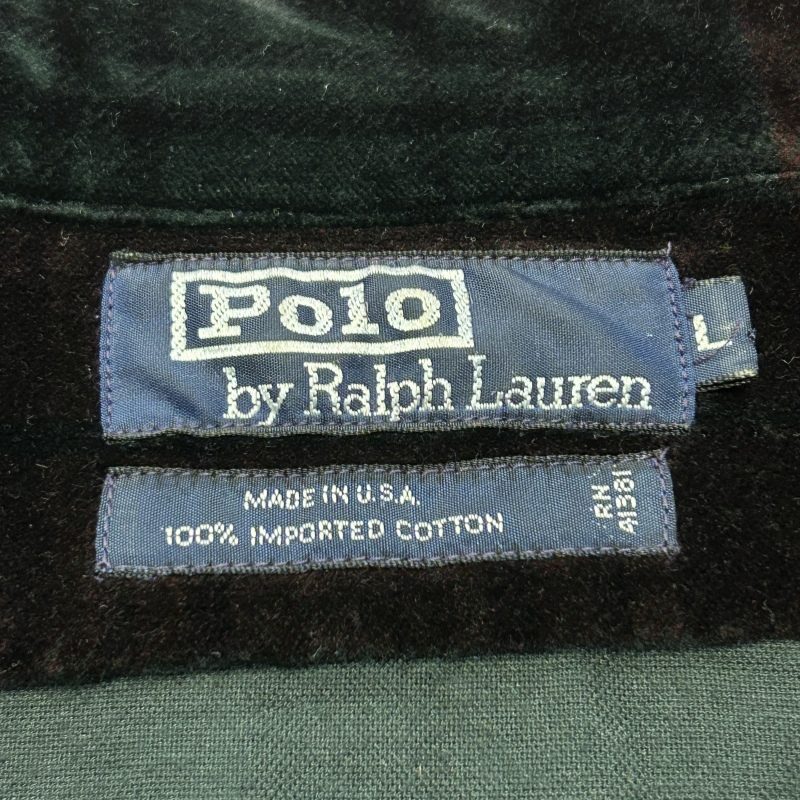 Polo
by Ralph Lauren
L
MADE IN U.S.A.
100% IMPORTED COTTON
RN
41381